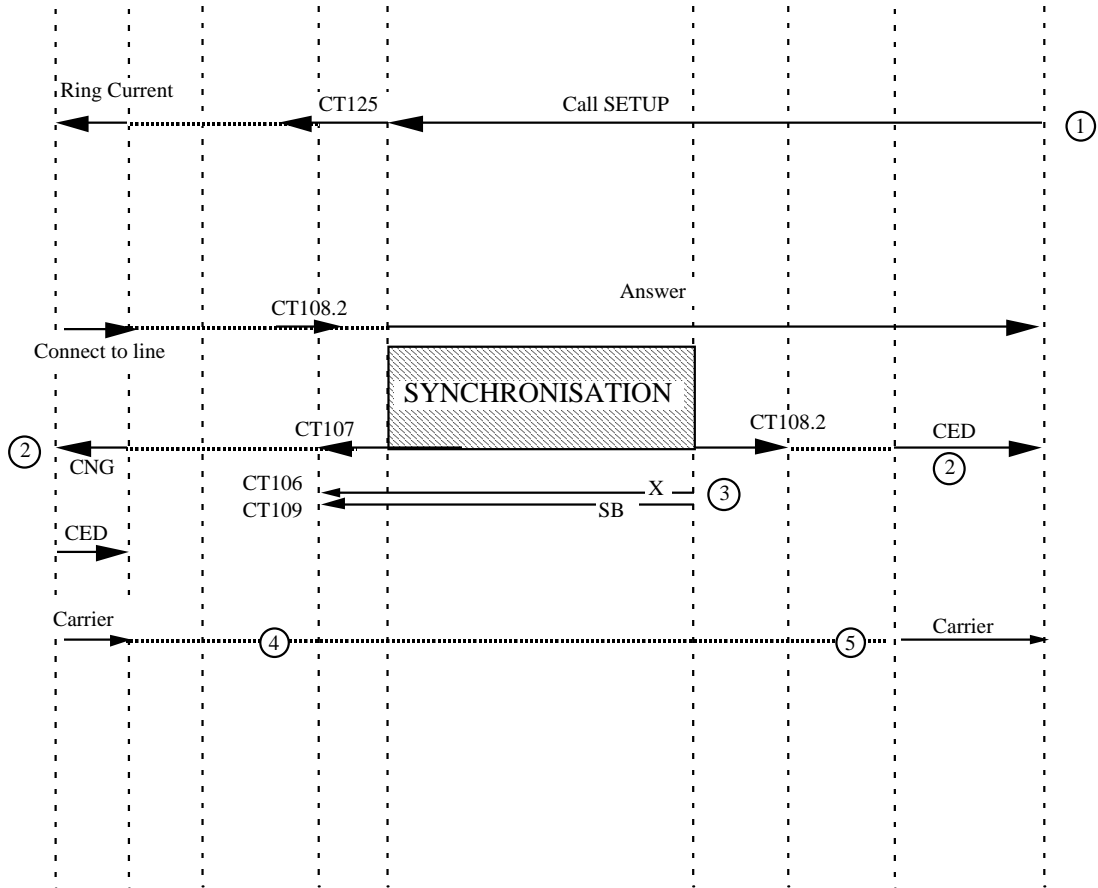 Ring Current
CT125
Call SETUP
1
CT108.2
Answer
Connect to line
SYNCHRONISATION
CT108.2
CT107
CED
2
CNG
2
CT106
X
3
CT109
SB
CED
Carrier
4
5
Carrier